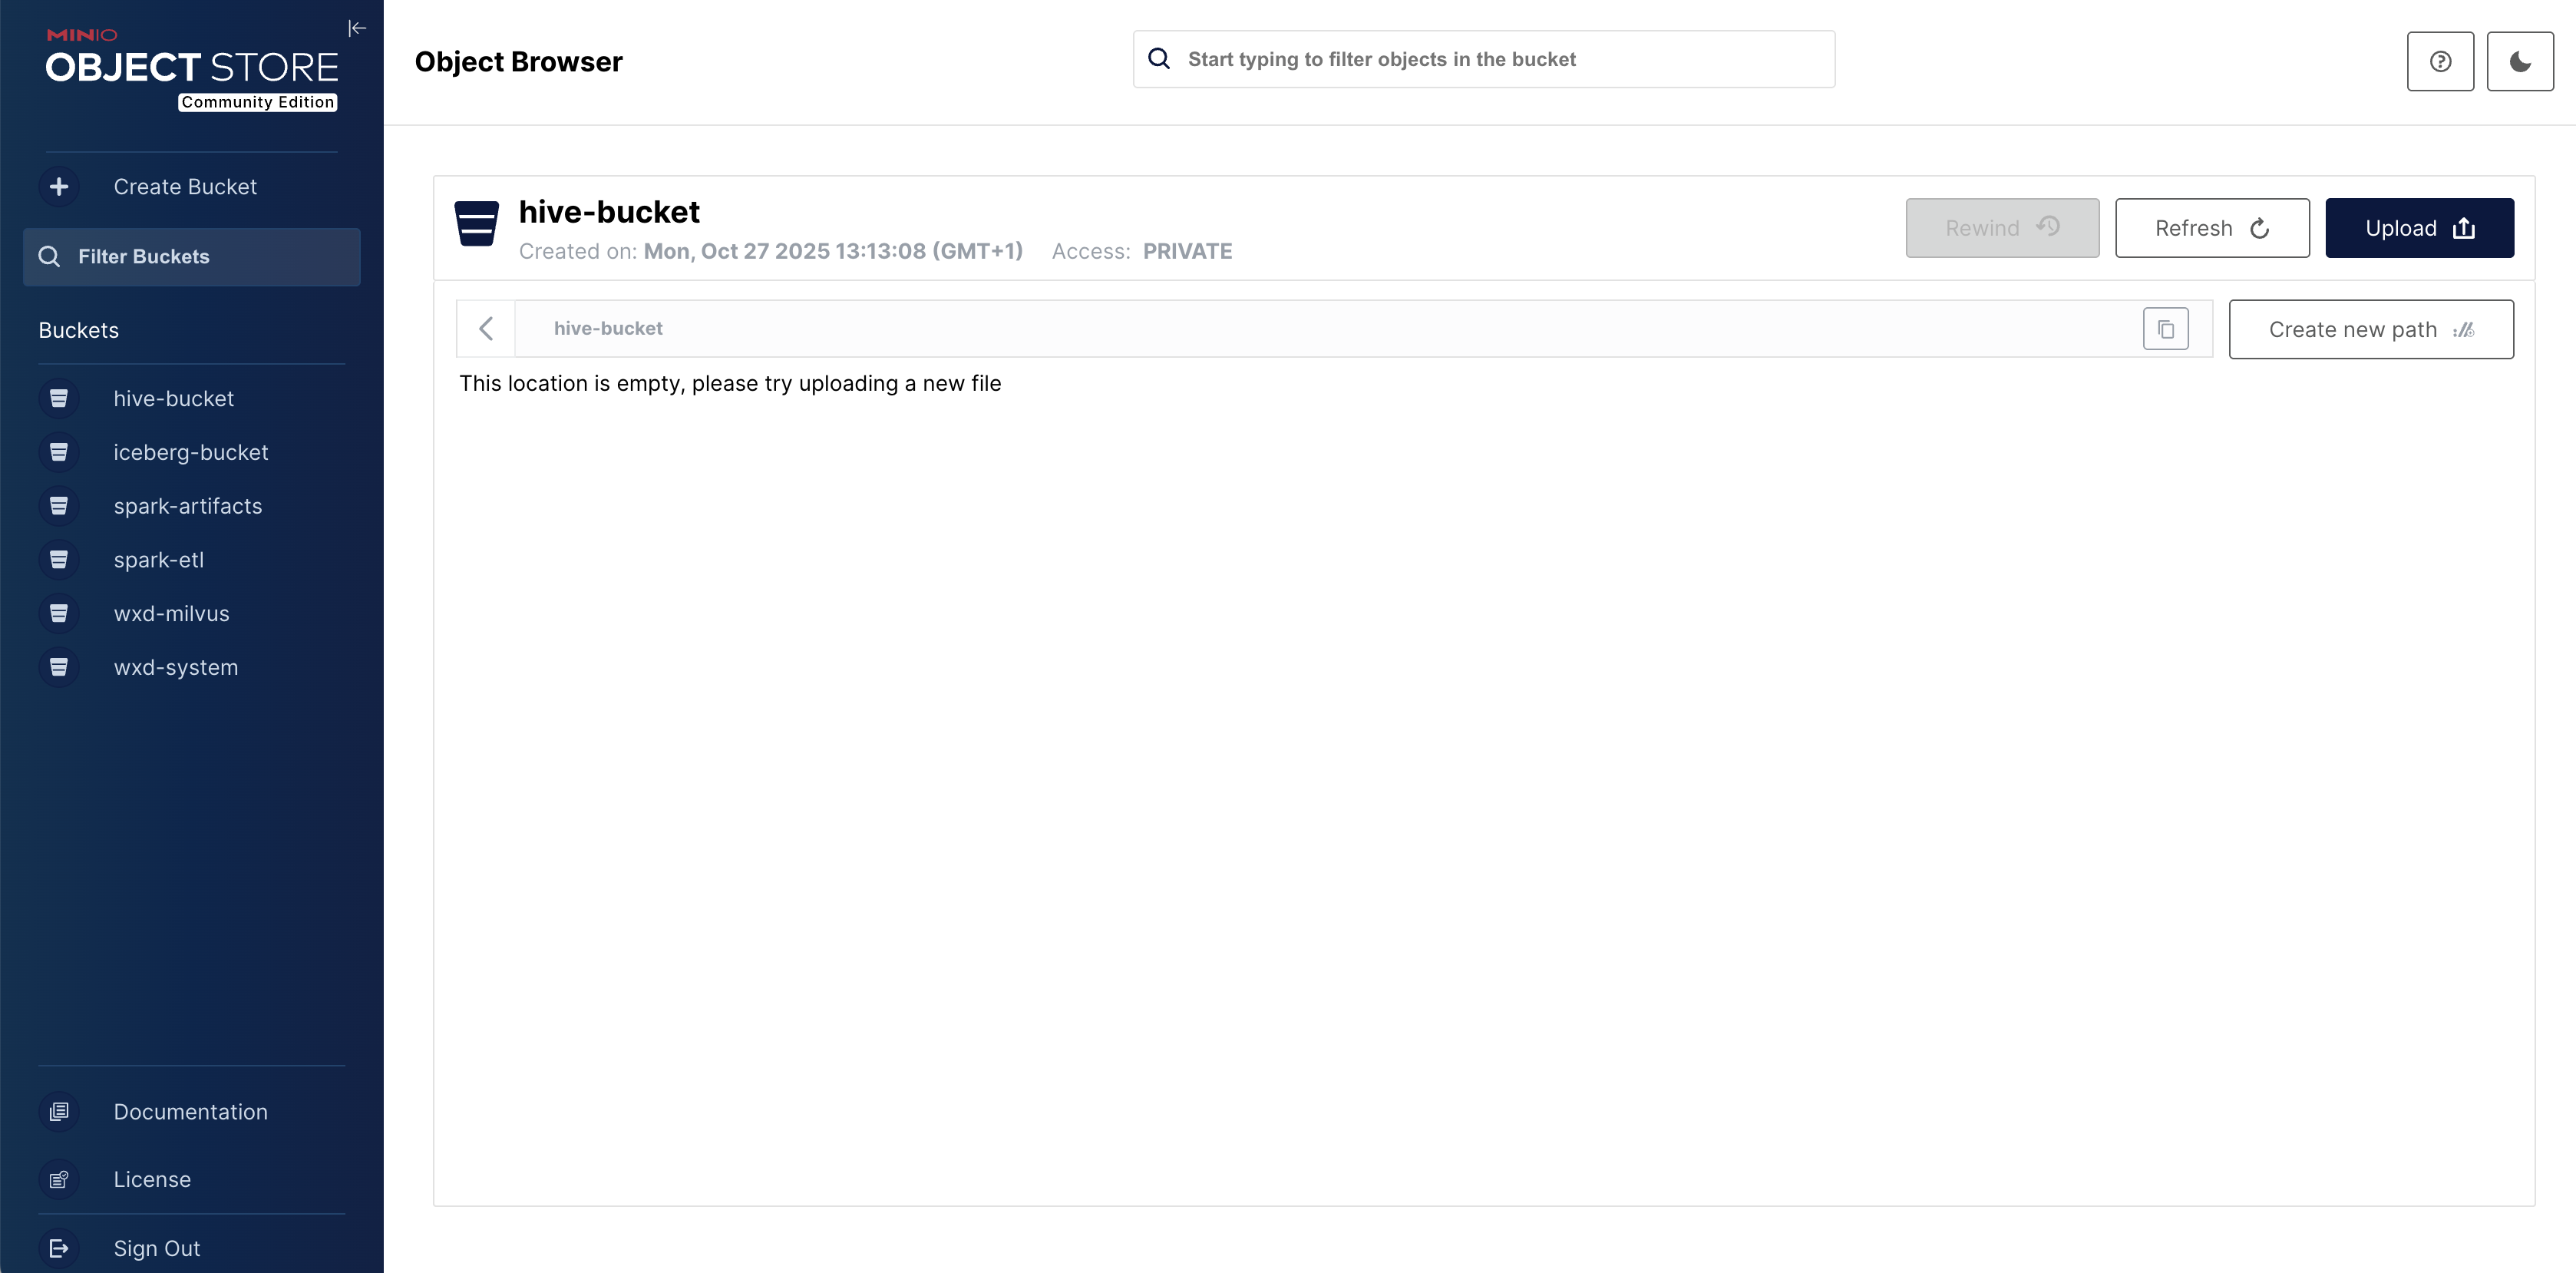 MINIO
OBJECT STORE
Community Edition
Create Bucket
Filter Buckets
Buckets
hive-bucket
iceberg-bucket
spark-artifacts
spark-etl
wxd-milvus
wxd-system
Documentation
License
Sign Out
Object Browser
Start typing to filter objects in the bucket
hive-bucket
Created on: Mon, Oct 27 2025 13:13:08 (GMT+1) Access: PRIVATE
Rewind
Refresh
Upload
hive-bucket
Create new path
This location is empty, please try uploading a new file